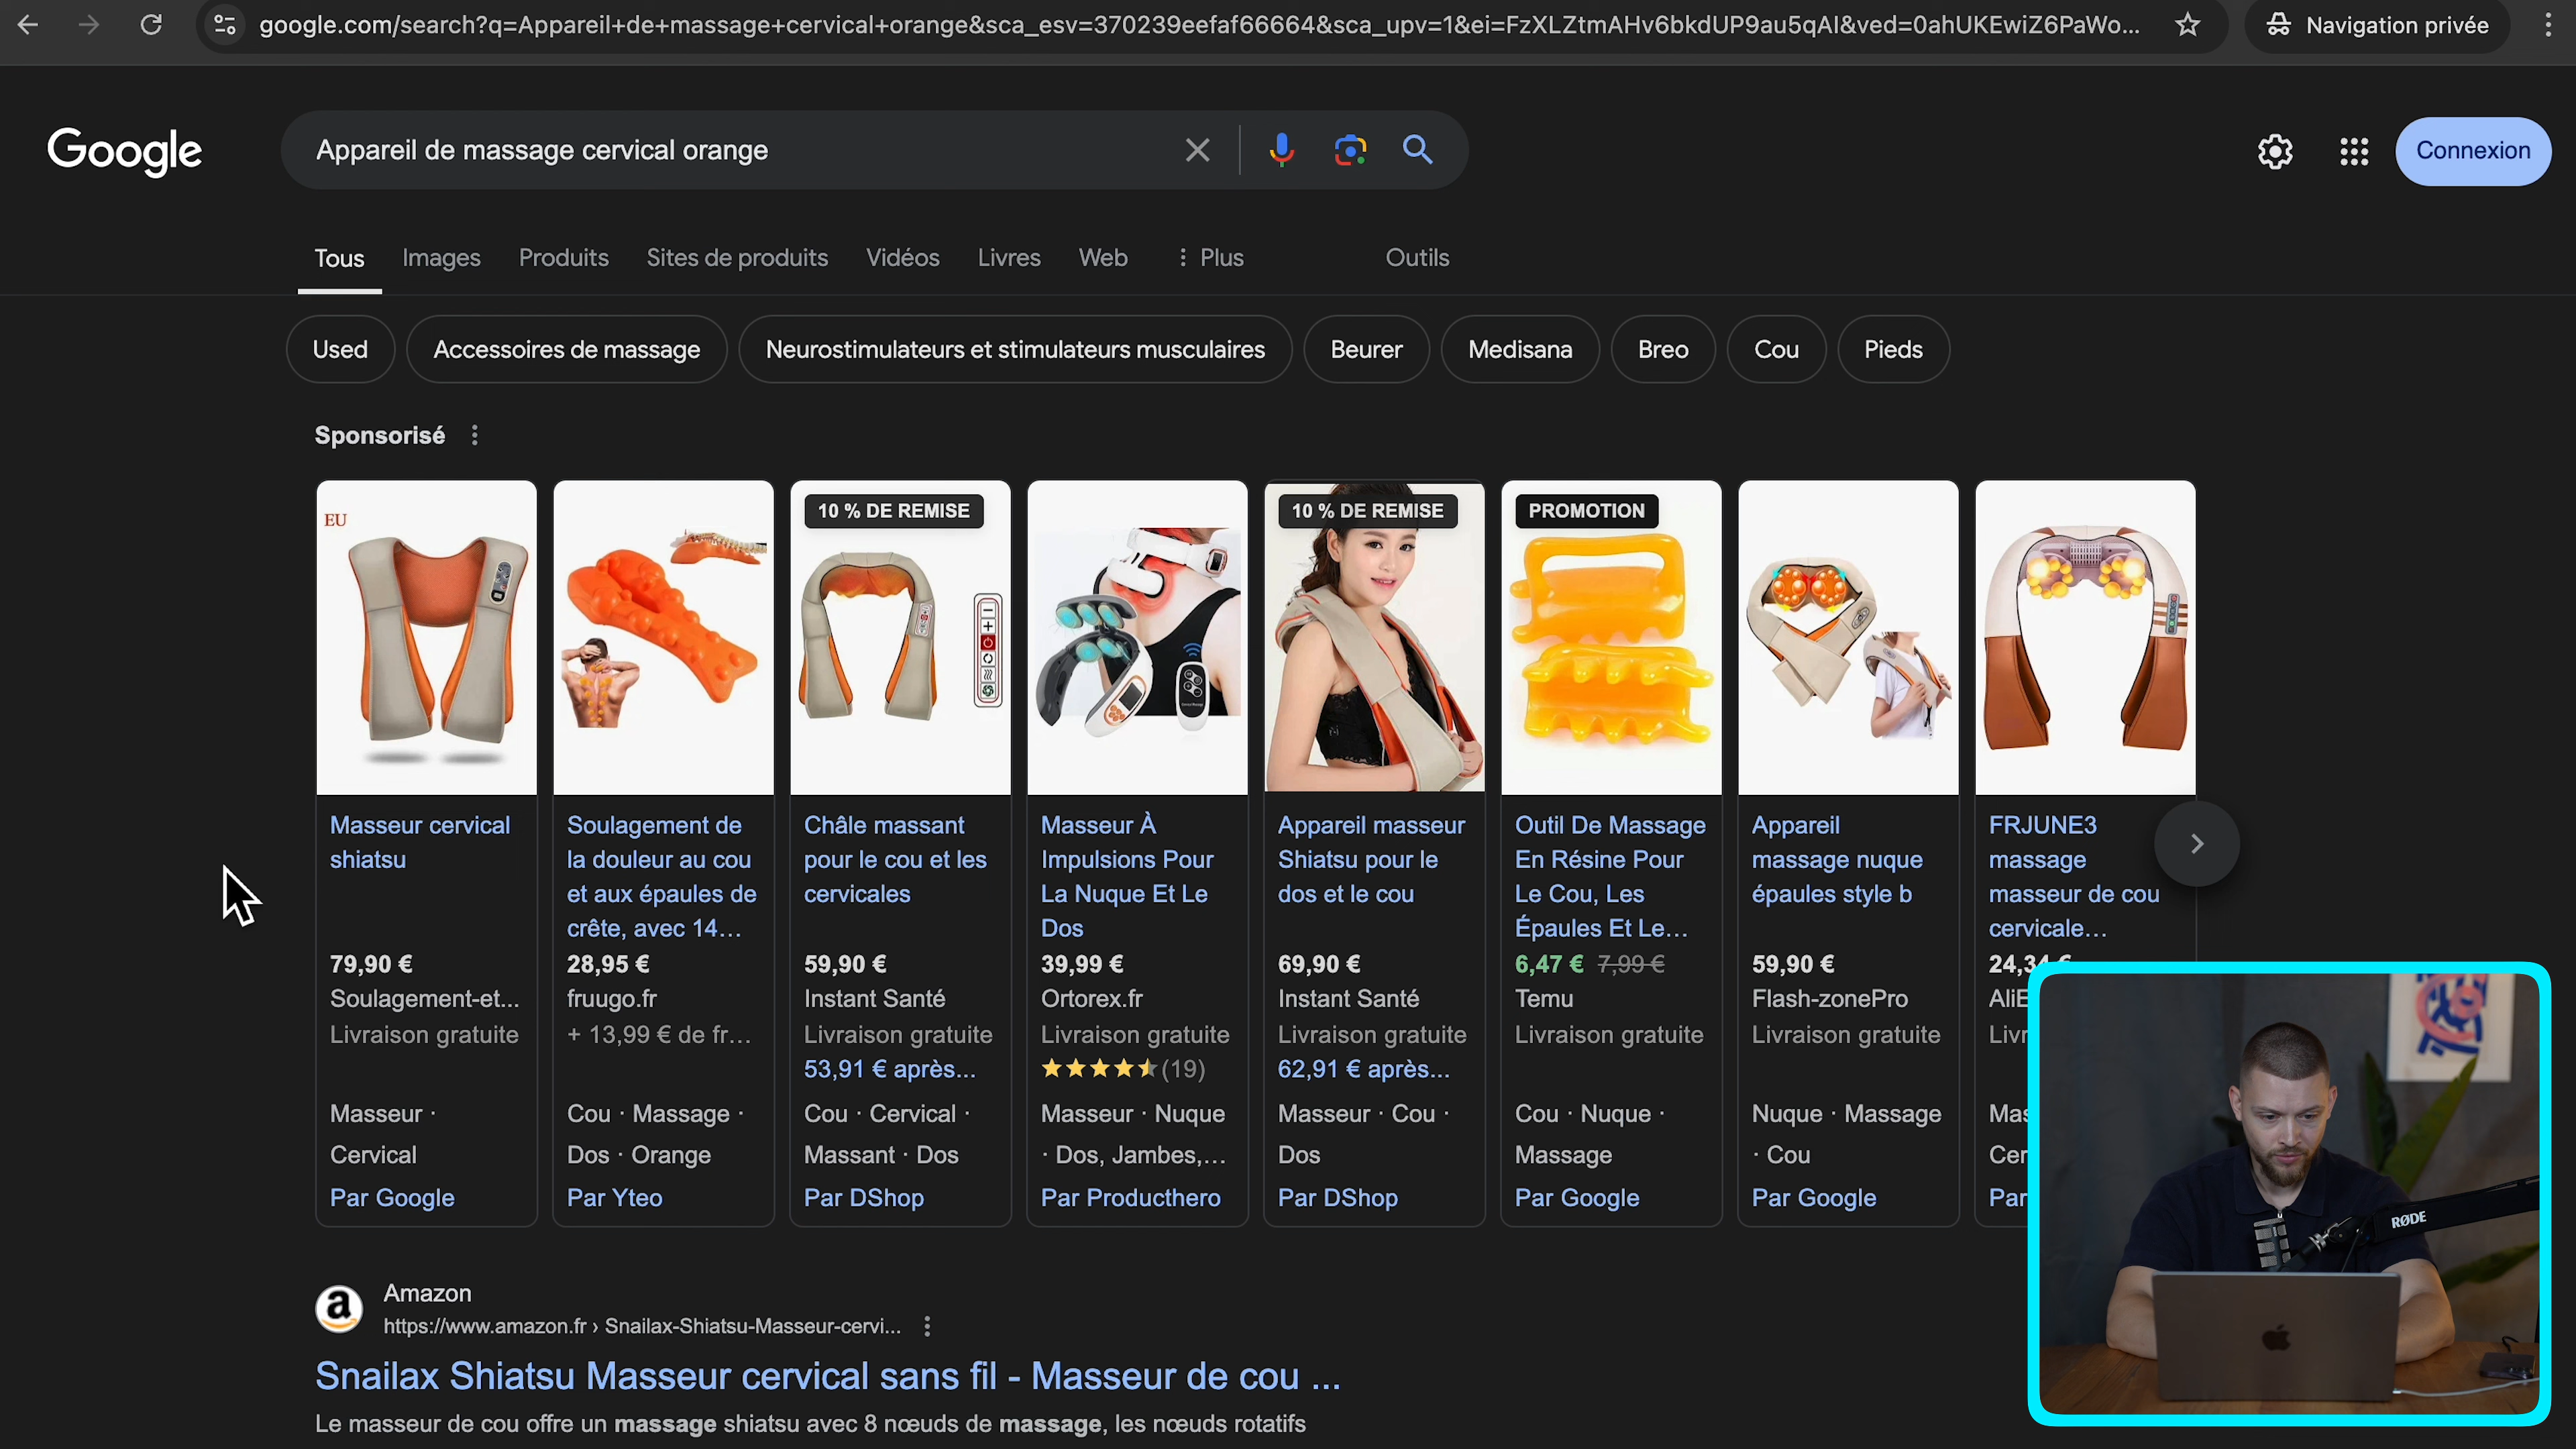 google.com/search?q=Appareil+de+massage+cervical+orange&sca_esv=370239eefaf66664&sca_upv=1&ei=FzXLZtmAHv6bkdUP9au5qAI&ved=0ahUKEwiZ6PaWo...
Navigation privée
Google
Appareil de massage cervical orange
Connexion
Tous
Images
Produits
Sites de produits
Vidéos
Livres
Web
Plus
Outils
Used
Accessoires de massage
Neurostimulateurs et stimulateurs musculaires
Beurer
Medisana
Breo
Cou
Pieds
Sponsorisé
EU
Masseur cervical
shiatsu
79,90 €
Soulagement-et...
Livraison gratuite
Masseur ·
Cervical
Par Google
Soulagement de
la douleur au cou
et aux épaules de
crête, avec 14...
28,95 €
fruugo.fr
+ 13,99 € de fr...
Cou · Massage ·
Dos · Orange
Par Yteo
10 % DE REMISE
Châle massant
pour le cou et les
cervicales
59,90 €
Instant Santé
Livraison gratuite
53,91 € après...
Cou · Cervical ·
Massant · Dos
Par DShop
Masseur À
Impulsions Pour
La Nuque Et Le
Dos
39,99 €
Ortorex.fr
Livraison gratuite
(19)
Masseur · Nuque
· Dos, Jambes,...
Par Producthero
10 % DE REMISE
Appareil masseur
Shiatsu pour le
dos et le cou
69,90 €
Instant Santé
Livraison gratuite
62,91 € après...
Masseur · Cou ·
Dos
Par DShop
PROMOTION
Outil De Massage
En Résine Pour
Le Cou, Les
Épaules Et Le...
6,47 € 7,99 €
Temu
Livraison gratuite
Cou · Nuque ·
Massage
Par Google
Appareil
massage nuque
épaules style b
59,90 €
Flash-zonePro
Livraison gratuite
Nuque · Massage
· Cou
Par Google
FRJUNE3
massage
masseur de cou
cervicale...
24,34 €
AliE
Livr
Mas
Cer
Par
RØDE
Amazon
https://www.amazon.fr › Snailax-Shiatsu-Masseur-cervi...
Snailax Shiatsu Masseur cervical sans fil - Masseur de cou ...
Le masseur de cou offre un massage shiatsu avec 8 nœuds de massage, les nœuds rotatifs